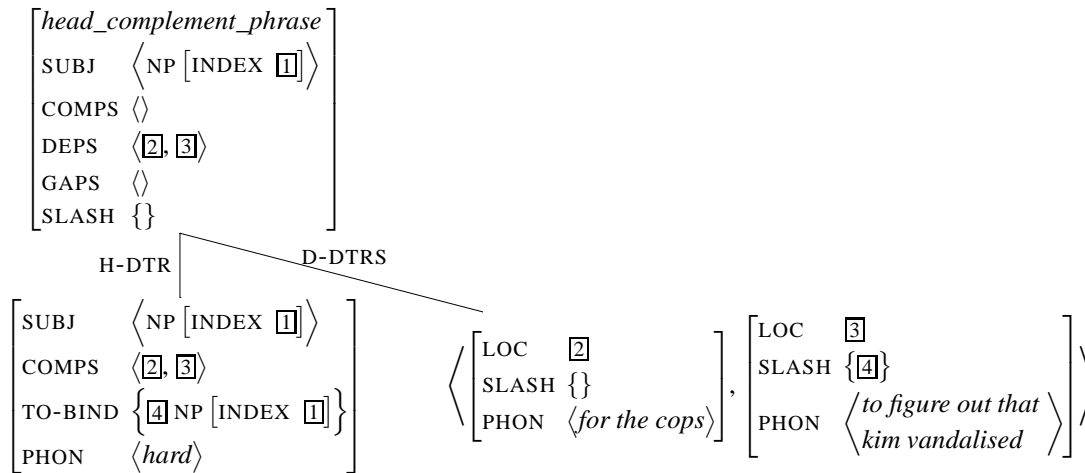 head_complement_phrase
SUBJ ⟨NP [INDEX 1]⟩
COMPS ⟨⟩
DEPS ⟨2, 3⟩
GAPS ⟨⟩
SLASH {}
H-DTR D-DTRS
SUBJ ⟨NP [INDEX 1]⟩
COMPS ⟨2, 3⟩
TO-BIND {4 NP [INDEX 1]}
PHON ⟨hard⟩
LOC 2
SLASH {}
PHON ⟨for the cops⟩
,
LOC 3
SLASH {4}
PHON ⟨to figure out that
kim vandalised⟩